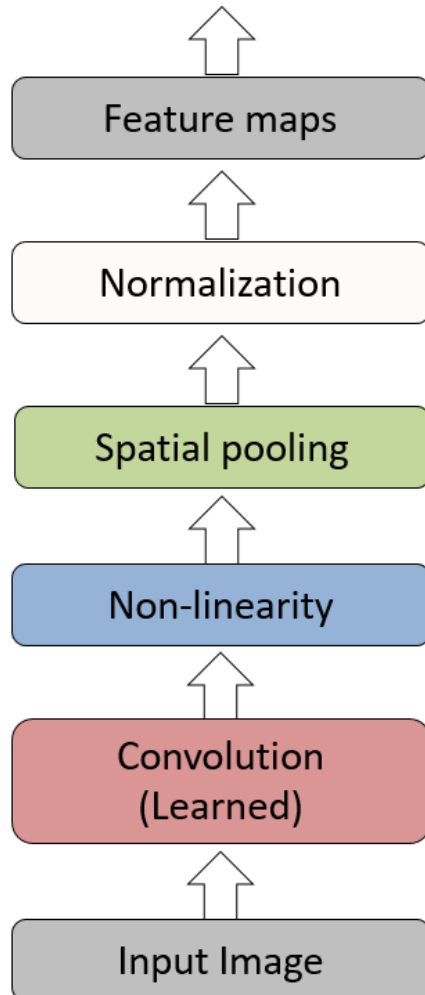 Feature maps
Normalization
Spatial pooling
Non-linearity
Convolution
(Learned)
Input Image